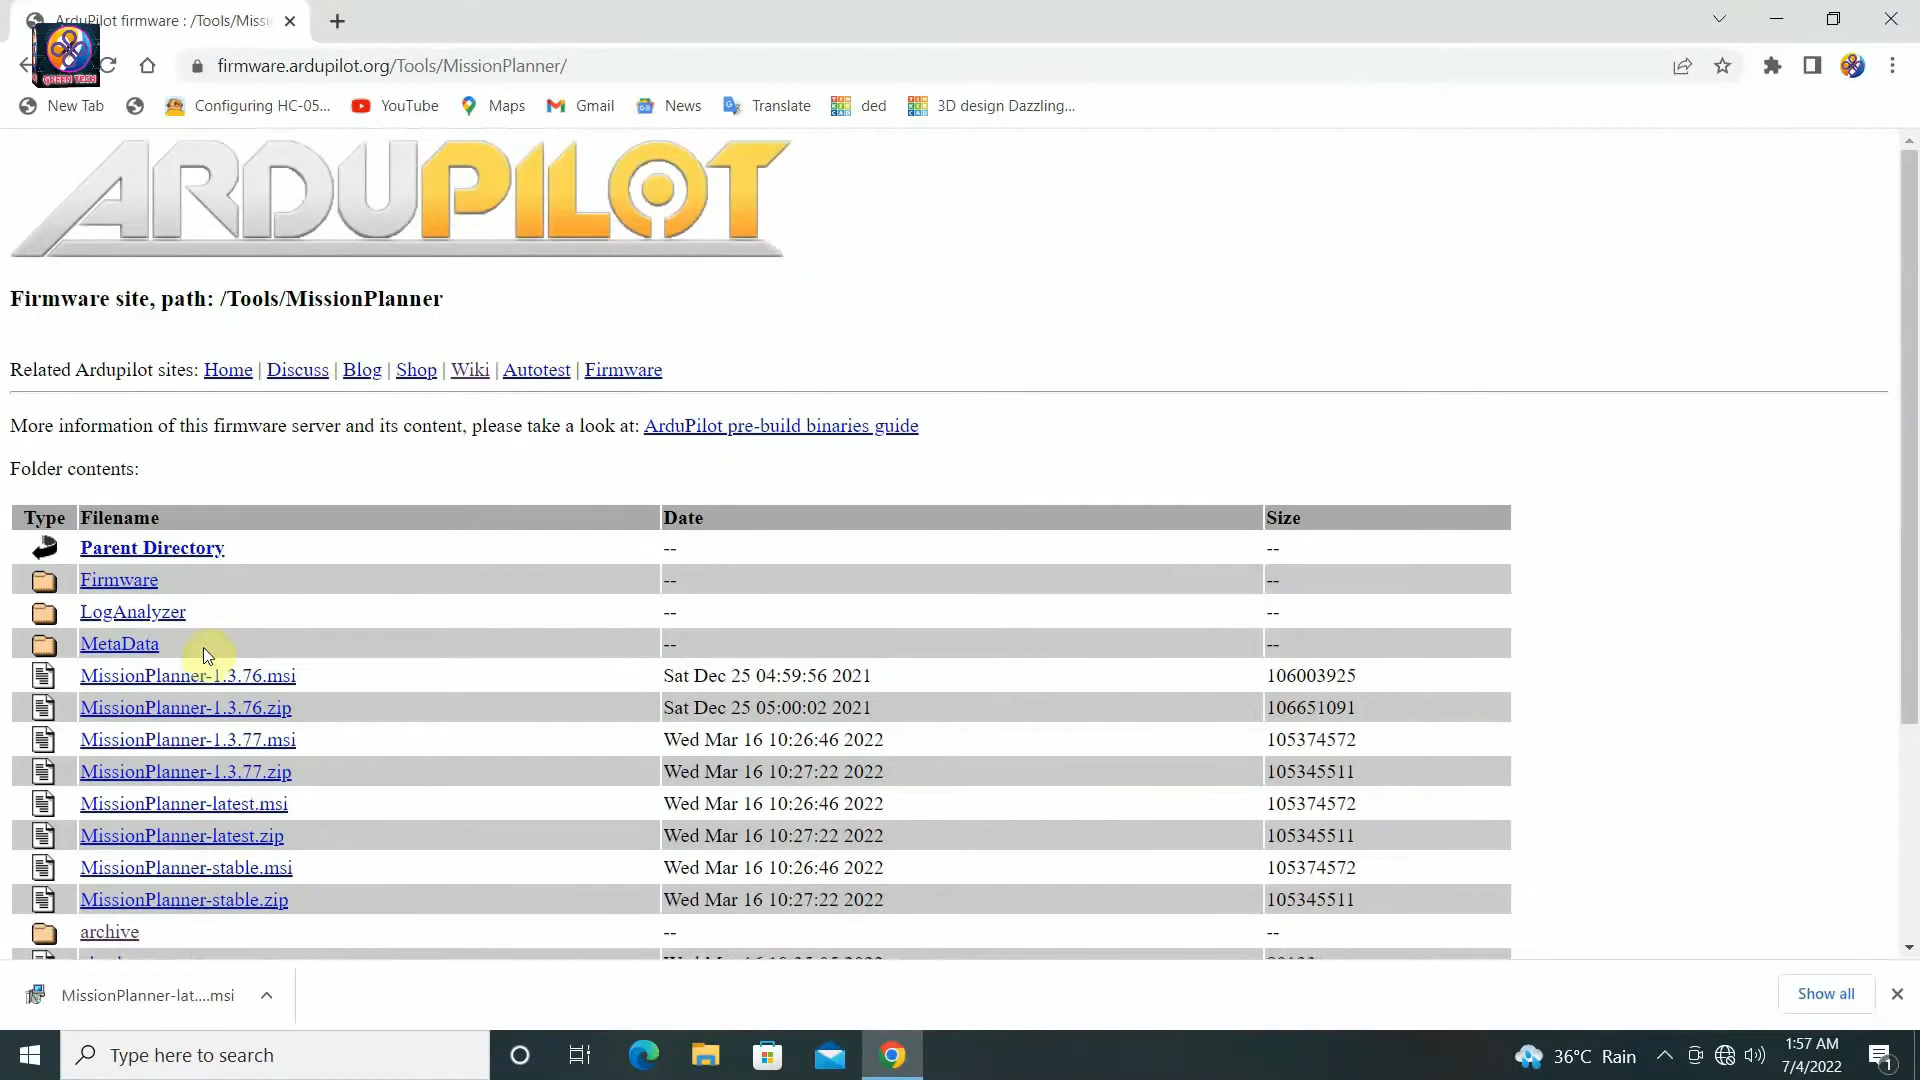 ArduPilot firmware : /Tools/Missi
GREEN TECH
firmware.ardupilot.org/Tools/MissionPlanner/
New Tab
Configuring HC-05...
YouTube
Maps
Gmail
News
Translate
ded
3D design Dazzling...
ARDUPILOT
Firmware site, path: /Tools/MissionPlanner
Related Ardupilot sites: Home | Discuss | Blog | Shop | Wiki | Autotest | Firmware
More information of this firmware server and its content, please take a look at: ArduPilot pre-build binaries guide
Folder contents:
Type Filename Date Size
Parent Directory -- --
Firmware -- --
LogAnalyzer -- --
MetaData -- --
MissionPlanner-1.3.76.msi Sat Dec 25 04:59:56 2021 106003925
MissionPlanner-1.3.76.zip Sat Dec 25 05:00:02 2021 106651091
MissionPlanner-1.3.77.msi Wed Mar 16 10:26:46 2022 105374572
MissionPlanner-1.3.77.zip Wed Mar 16 10:27:22 2022 105345511
MissionPlanner-latest.msi Wed Mar 16 10:26:46 2022 105374572
MissionPlanner-latest.zip Wed Mar 16 10:27:22 2022 105345511
MissionPlanner-stable.msi Wed Mar 16 10:26:46 2022 105374572
MissionPlanner-stable.zip Wed Mar 16 10:27:22 2022 105345511
archive -- --
MissionPlanner-lat....msi
Show all
Type here to search
36°C Rain
1:57 AM
7/4/2022
1